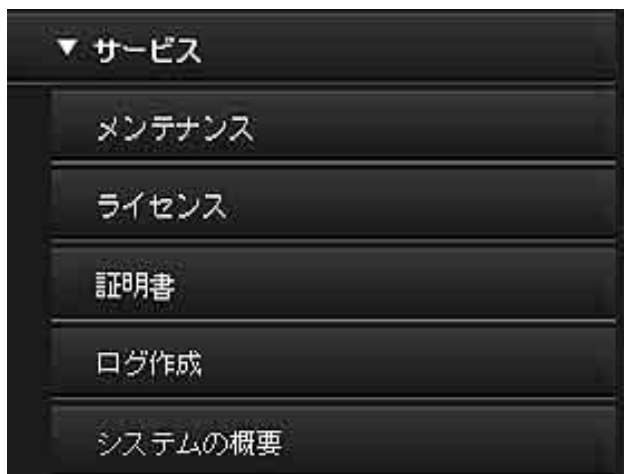 ▼ サービス
メンテナンス
ライセンス
証明書
ログ作成
システムの概要